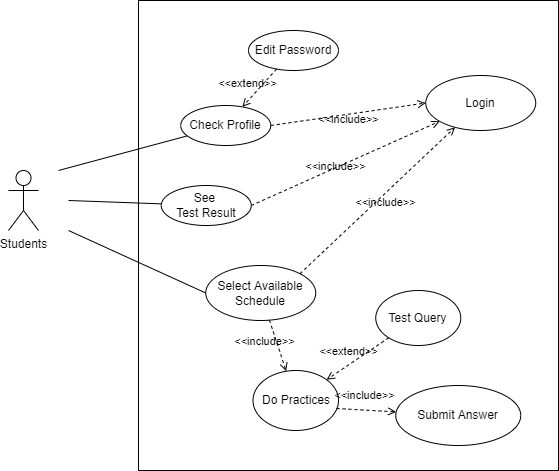 Edit Password
<<extend>>
Login
Check Profile
<<include>>
<<include>>
See
Test Result
<<include>>
Students
Select Available
Schedule
Test Query
<<include>>
<<extend>>
Do Practices
<<include>>
Submit Answer